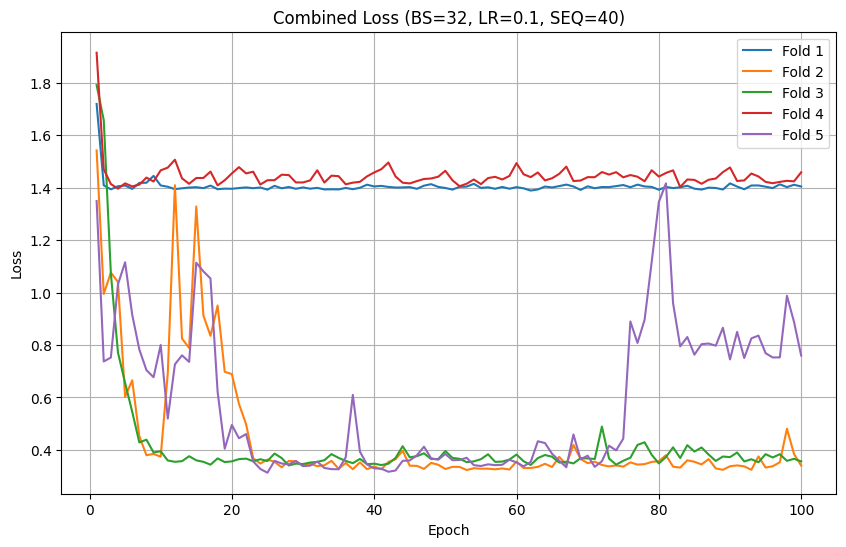 Combined Loss (BS=32, LR=0.1, SEQ=40)
Fold 1
Fold 2
Fold 3
Fold 4
Fold 5
Loss
1.8
1.6
1.4
1.2
1.0
0.8
0.6
0.4
0 20 40 60 80 100
Epoch